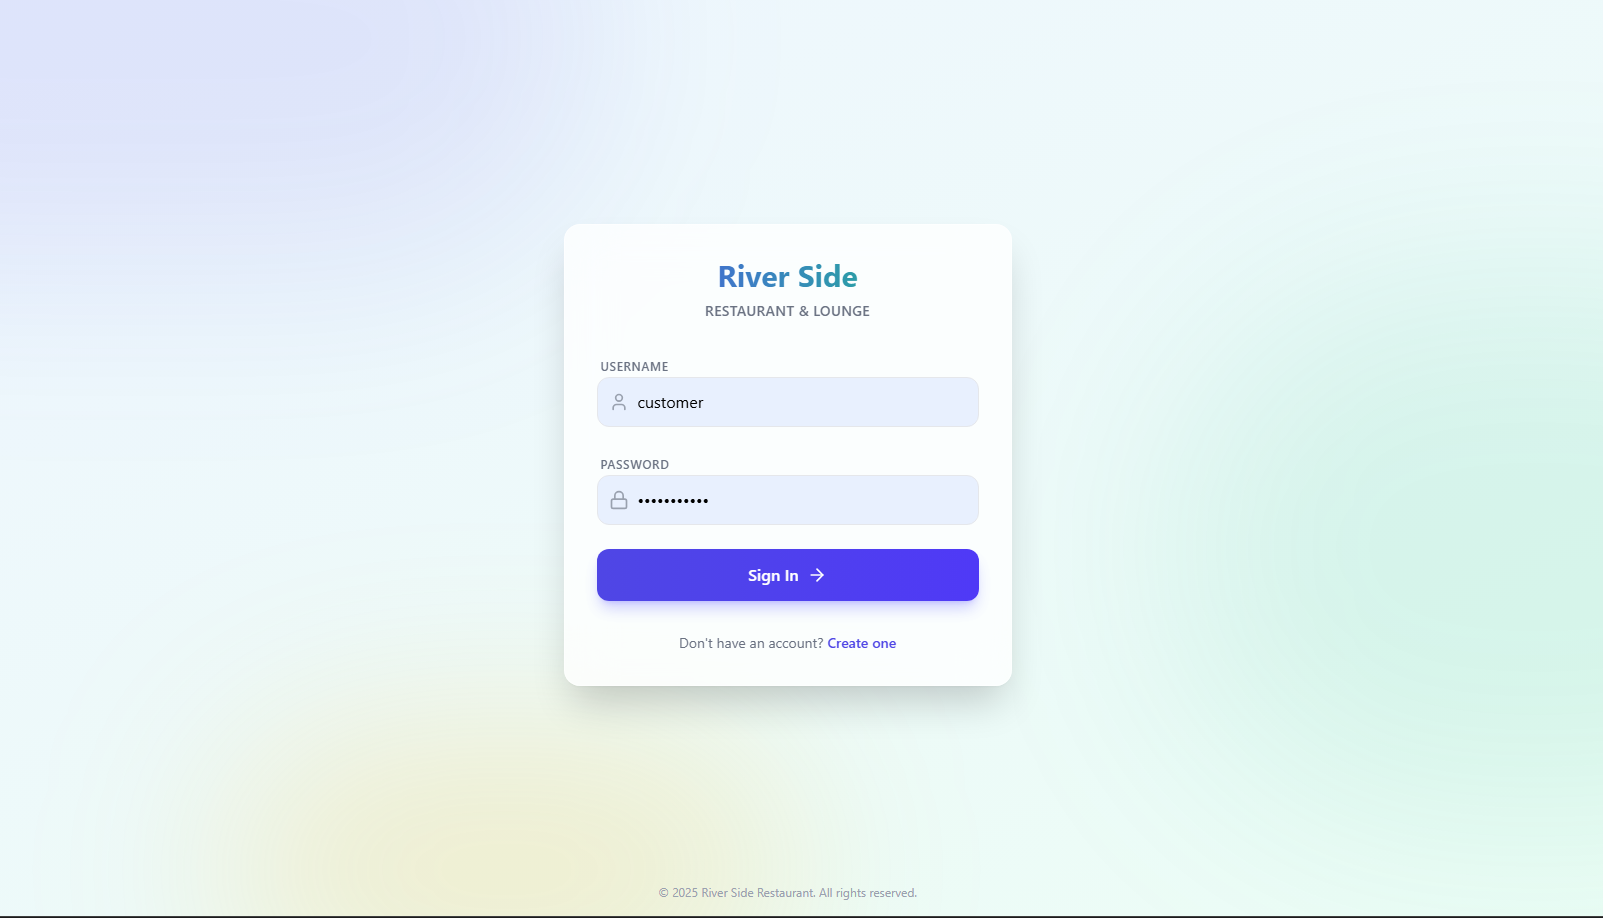 River Side
RESTAURANT & LOUNGE
USERNAME
customer
PASSWORD
•••••••••••
Sign In
Don't have an account? Create one
© 2025 River Side Restaurant. All rights reserved.